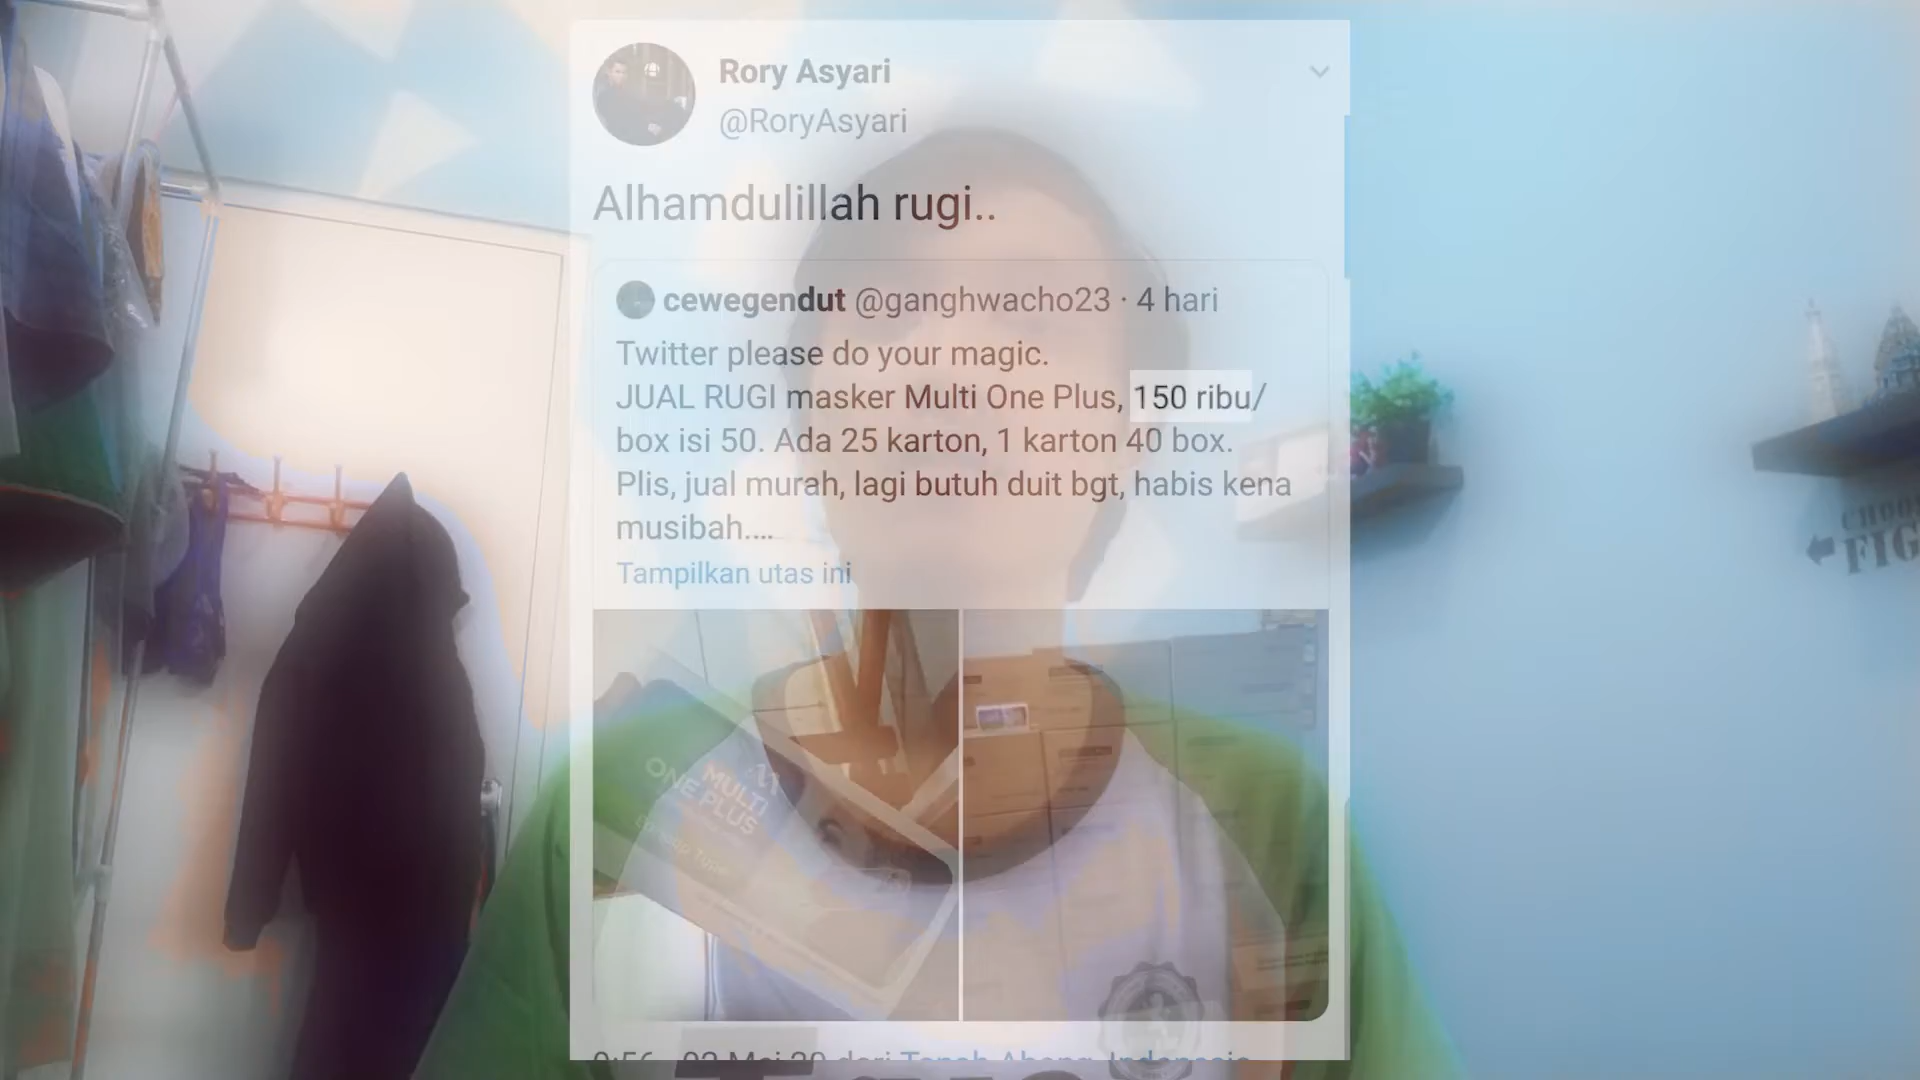 Rory Asyari
@RoryAsyari
Alhamdulillah rugi..
cewegendut @ganghwacho23 · 4 hari
Twitter please do your magic.
JUAL RUGI masker Multi One Plus, 150 ribu/
box isi 50. Ada 25 karton, 1 karton 40 box.
Plis, jual murah, lagi butuh duit bgt, habis kena
musibah....
Tampilkan utas ini
MULTI
ONE PLUS
CHOO
FIG